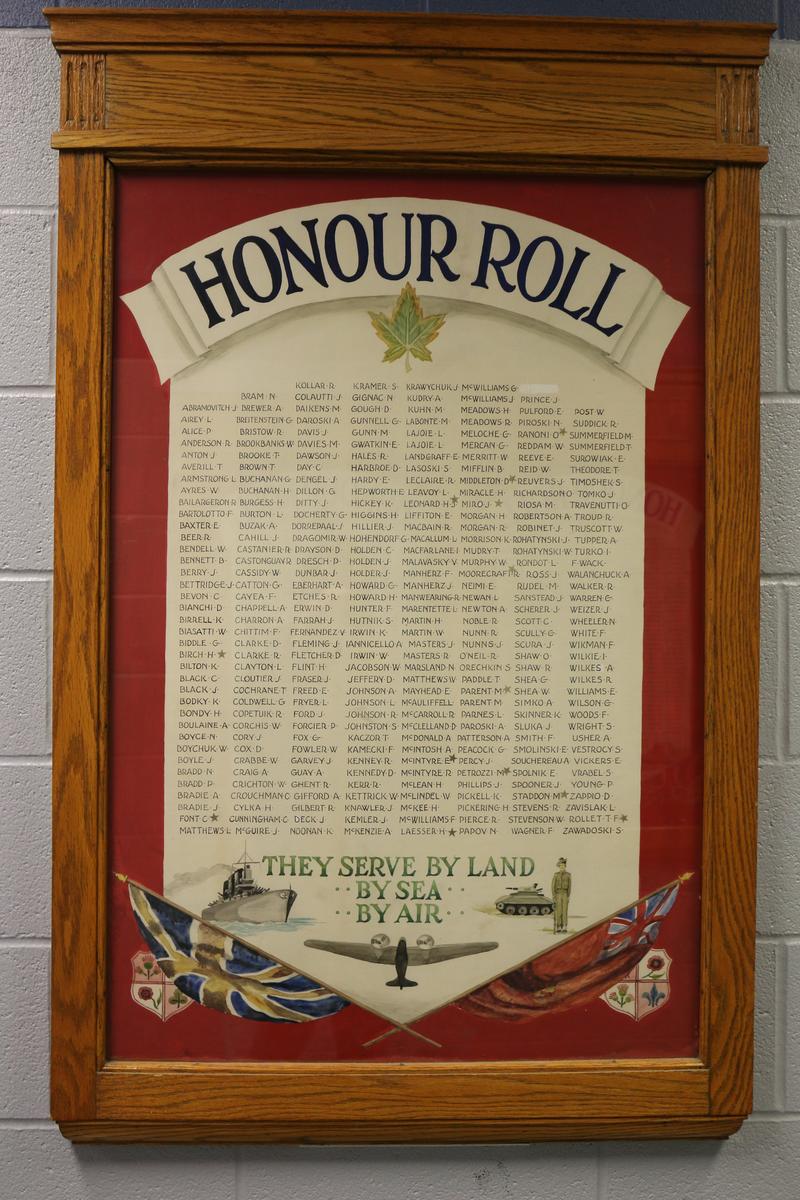 HONOUR ROLL
KOLLAR·R· KRAMER·S· KRAWYCHUK·J· McWILLIAMS·G·
BRAM·N· COLAUTTI·J· GIGNAC·N· KUDRY·A· McWILLIAMS·J· PRINCE·J·
ABRAMOVITCH·J· BREWER·A· DAIKENS·M· GOUGH·D· KUHN·M· MEADOWS·H· PULFORD·E· POST·W·
AIREY·L· BREITENSTEIN·G· DAROSKI·A· GUNNELL·G· LABONTE·M· MEADOWS·R· PIROSKI·N· SUDDICK·R·
ALICE·P· BRISTOW·R· DAVIS·J· GUNN·M· LAJOIE·L· MELOCHE·G· RANONI·O· SUMMERFIELD·M·
ANDERSON·R· BROOKBANKS·W· DAVIES·M· GWATKIN·E· LAJOIE·L· MERCAN·G· REDDAM·W· SUMMERFIELD·T·
ANTON·J· BROOKE·T· DAWSON·J· HALES·R· LANDGRAFF·E· MERRITT·W· REEVE·E· SUROWIAK·E·
AVERILL·T· BROWN·T· DAY·C· HARBROE·D· LASOSKI·S· MIFFLIN·B· REID·W· THEODORE·T·
ARMSTRONG·L· BUCHANAN·G· DENGEL·J· HARDY·E· LECLAIRE·R· MIDDLETON·D· REUVERS·J· TIMOSHEK·S·
AYRES·W· BUCHANAN·H· DILLON·G· HEPWORTH·E· LEAVOY·L· MIRACLE·H· RICHARDSON·O· TOMKO·J·
BAILARGERON·R· BURGESS·H· DITTY·J· HICKEY·K· LEONARD·H· MIRO·J· RIOSA·M· TRAVENUTTI·O·
BARTOLOTTO·F· BURTON·L· DOCHERTY·G· HIGGINS·H· LIFFITON·E· MORGAN·H· ROBERTSON·A· TROUP·R·
BAXTER·E· BUZAK·A· DORREPAAL·J· HILLIER·J· MACBAIN·R· MORGAN·R· ROBINET·J· TRUSCOTT·W·
BEER·R· CAHILL·J· DRAGOMIR·W· HOHENDORF·G· MACALLUM·L· MORRISON·K· ROHATYNSKI·J· TUPPER·A·
BENDELL·W· CASTANIER·R· DRAYSON·D· HOLDEN·C· MACFARLANE·I· MUDRY·T· ROHATYNSKI·W· TURKO·I·
BENNETT·B· CASTONGUAY·R· DRESCH·P· HOLDEN·J· MALAVASKY·V· MURPHY·W· RONDOT·L· F·WACK·
BERRY·J· CASSIDY·W· DUNBAR·J· HOLDER·J· MANHERZ·F· MOORECRAFT·R· ROSS·J· WALANCHUCK·A·
BETTRIDGE·J· CATTON·G· EBERHART·A· HOWARD·G· MANHERZ·J· NEIMI·E· RUDEL·M· WALKER·R·
BEVON·C· CAYEA·F· ETCHES·R· HOWARD·H· MANWEARING·R· NEWAN·L· SANSTEAD·J· WARREN·G·
BIANCHI·D· CHAPPELL·A· ERWIN·D· HUNTER·F· MARENTETTE·L· NEWTON·A· SCHERER·J· WEIZER·J·
BIRRELL·K· CHARRON·A· FARRAH·J· HUTNIK·S· MARTIN·H· NOBLE·R· SCOTT·C· WHEELER·N·
BIASATTI·W· CHITTIM·F· FERNANDEZ·V· IRWIN·K· MARTIN·W· NUNN·R· SCULLY·G· WHITE·F·
BIDDLE·G· CLARKE·D· FLEMING·J· IANNICELLO·A· MASTERS·J· NUNNS·J· SCURA·J· WIKMAN·F·
BIRCH·H· CLARKE·R· FLETCHER·D· IRWIN·W· MASTERS·R· O'NEIL·R· SHAW·O· WILKIE·I·
BILTON·K· CLAYTON·L· FLINT·H· JACOBSON·W· MARSLAND·N· ORECHKIN·S· SHAW·R· WILKES·A·
BLACK·C· CLOUTIER·J· FRASER·J· JEFFERY·D· MATTHEWS·W· PADDLE·T· SHEA·G· WILKES·R·
BLACK·J· COCHRANE·T· FREED·E· JOHNSON·A· MAYHEAD·E· PARENT·M· SHEA·W· WILLIAMS·E·
BODKY·K· COLDWELL·G· FRYER·L· JOHNSON·L· McAULIFFE·LL· PARENT·M· SIMKO·A· WILSON·G·
BONDY·H· COPETUIK·R· FORD·J· JOHNSON·R· McCARROLL·R· PARNES·L· SKINNER·K· WOODS·F·
BOULAINE·A· CORCHIS·W· FORGIER·P· JOHNSTON·S· McCLELLAND·D· PAROSKI·A· SLUKA·J· WRIGHT·S·
BOYCE·N· CORY·J· FOX·G· KACZOR·T· McDONALD·A· PATTERSON·A· SMITH·F· USHER·A·
BOYCHUK·W· COX·D· FOWLER·W· KAMECKI·F· McINTOSH·A· PEACOCK·G· SMOLINSKI·E· VESTROCY·S·
BOYLE·J· CRABBE·W· GARVEY·J· KENNEY·R· McINTYRE·E· PERCY·J· SOUCHEREAU·A· VICKERS·E·
BRADD·N· CRAIG·A· GUAY·A· KENNEDY·D· McINTYRE·R· PETROZZI·M· SPOLNIK·E· VRABEL·S·
BRADD·P· CRICHTON·W· GHENT·R· KERR·R· McLEAN·H· PHILLIPS·J· SPOONER·J· YOUNG·P·
BRADIE·A· CROUCHMAN·C· GIFFORD·A· KETTRICK·W· McLINDEL·W· PICKELL·K· STADDON·M· ZAPPIO·D·
BRADIE·J· CYLKA·H· GILBERT·R· KNAWLER·J· McKEE·H· PICKERING·H· STEVENS·R· ZAVISLAK·L·
FONT·C· CUNNINGHAM·C· DECK·J· KEMLER·J· McWILLIAMS·F· PIERCE·R· STEVENSON·W· ROLLET·T·F·
MATTHEWS·L· McGUIRE·J· NOONAN·K· McKENZIE·A· LAESSER·H· PAPOV·N· WAGNER·F· ZAWADOSKI·S·
THEY SERVE BY LAND
··BY SEA··
··BY AIR··